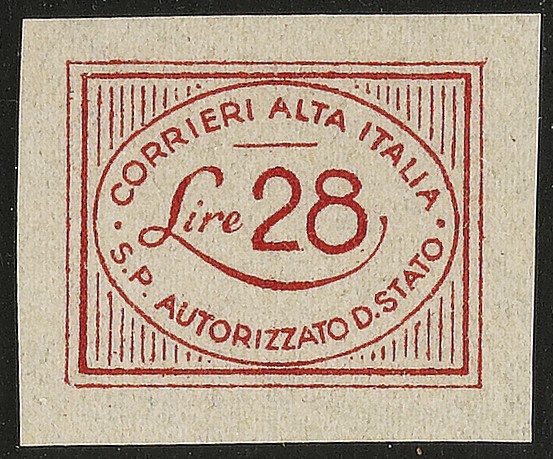 CORRIERI ALTA ITALIA
Lire 28
S.P. AUTORIZZATO D. STATO